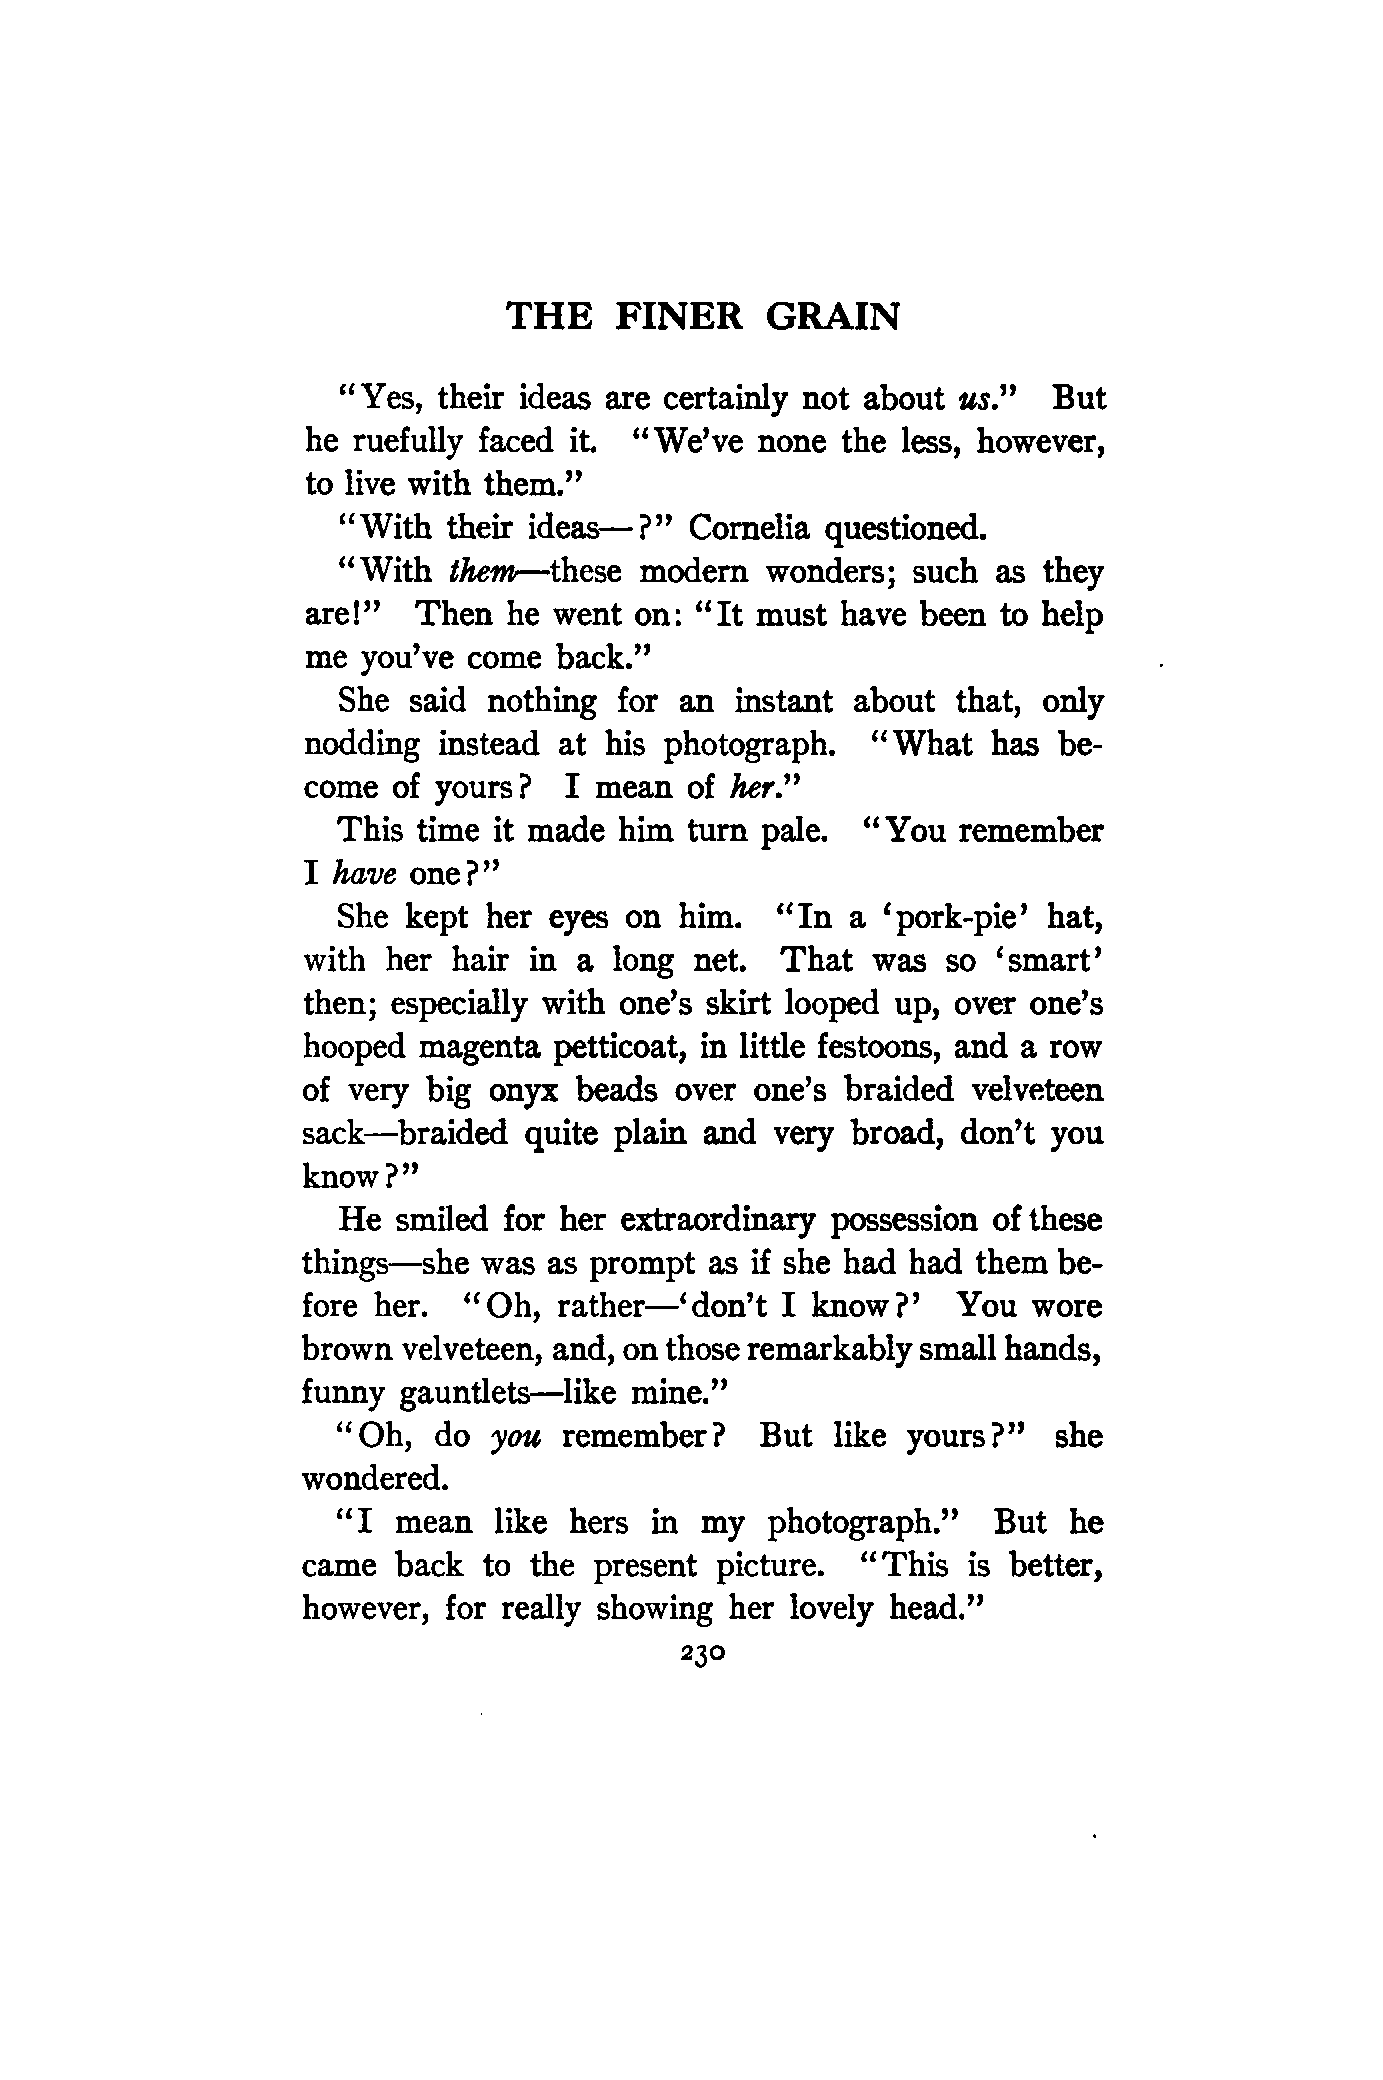 THE FINER GRAIN
“Yes, their ideas are certainly not about us.” But
he ruefully faced it. “We’ve none the less, however,
to live with them.”
“With their ideas—?” Cornelia questioned.
“With them—these modern wonders; such as they
are!” Then he went on: “It must have been to help
me you’ve come back.”
She said nothing for an instant about that, only
nodding instead at his photograph. “What has be-
come of yours? I mean of her.”
This time it made him turn pale. “You remember
I have one?”
She kept her eyes on him. “In a ‘pork-pie’ hat,
with her hair in a long net. That was so ‘smart’
then; especially with one’s skirt looped up, over one’s
hooped magenta petticoat, in little festoons, and a row
of very big onyx beads over one’s braided velveteen
sack—braided quite plain and very broad, don’t you
know?”
He smiled for her extraordinary possession of these
things—she was as prompt as if she had had them be-
fore her. “Oh, rather—‘don’t I know?’ You wore
brown velveteen, and, on those remarkably small hands,
funny gauntlets—like mine.”
“Oh, do you remember? But like yours?” she
wondered.
“I mean like hers in my photograph.” But he
came back to the present picture. “This is better,
however, for really showing her lovely head.”
230